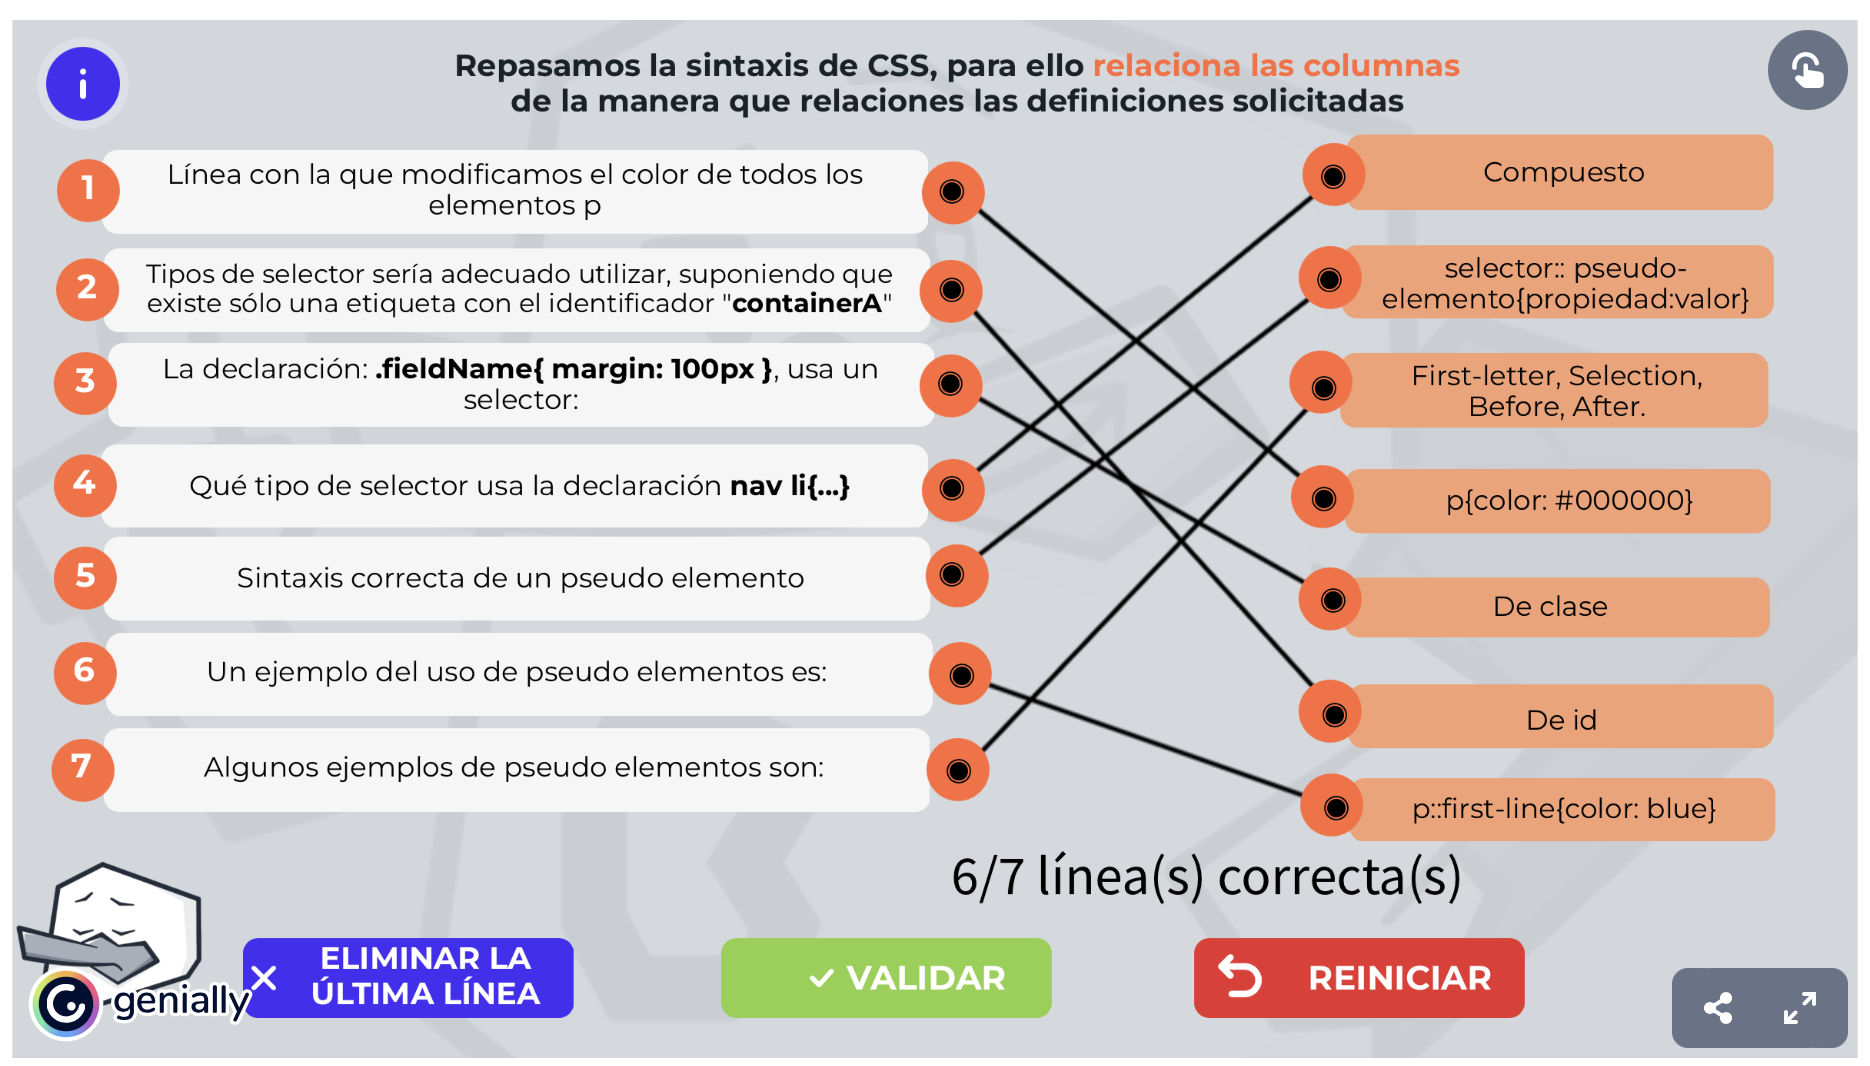 Repasamos la sintaxis de CSS, para ello relaciona las columnas
de la manera que relaciones las definiciones solicitadas
1
Línea con la que modificamos el color de todos los
elementos p
2
Tipos de selector sería adecuado utilizar, suponiendo que
existe sólo una etiqueta con el identificador "containerA"
3
La declaración: .fieldName{ margin: 100px }, usa un
selector:
4
Qué tipo de selector usa la declaración nav li{...}
5
Sintaxis correcta de un pseudo elemento
6
Un ejemplo del uso de pseudo elementos es:
7
Algunos ejemplos de pseudo elementos son:
Compuesto
selector:: pseudo-
elemento{propiedad:valor}
First-letter, Selection,
Before, After.
p{color: #000000}
De clase
De id
p::first-line{color: blue}
6/7 línea(s) correcta(s)
ELIMINAR LA
ÚLTIMA LÍNEA
VALIDAR
REINICIAR
genially